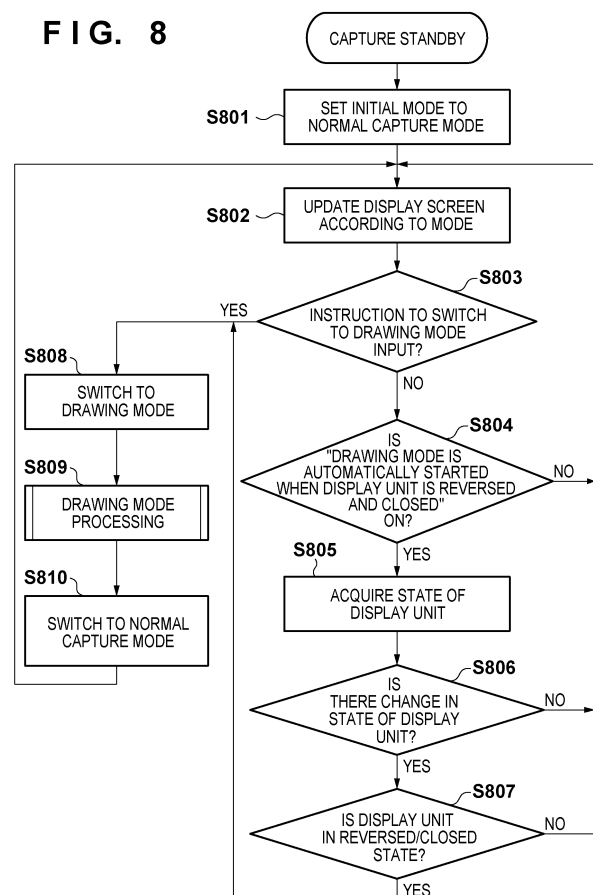 FIG. 8
CAPTURE STANDBY
S801
SET INITIAL MODE TO
NORMAL CAPTURE MODE
S802
UPDATE DISPLAY SCREEN
ACCORDING TO MODE
S803
YES
INSTRUCTION TO SWITCH
TO DRAWING MODE
INPUT?
NO
S808
SWITCH TO
DRAWING MODE
S804
IS
"DRAWING MODE IS
AUTOMATICALLY STARTED
WHEN DISPLAY UNIT IS REVERSED
AND CLOSED"
ON?
NO
YES
S809
DRAWING MODE
PROCESSING
S805
ACQUIRE STATE OF
DISPLAY UNIT
S810
SWITCH TO NORMAL
CAPTURE MODE
S806
IS
THERE CHANGE IN
STATE OF DISPLAY
UNIT?
NO
YES
S807
IS DISPLAY UNIT
IN REVERSED/CLOSED
STATE?
NO
YES